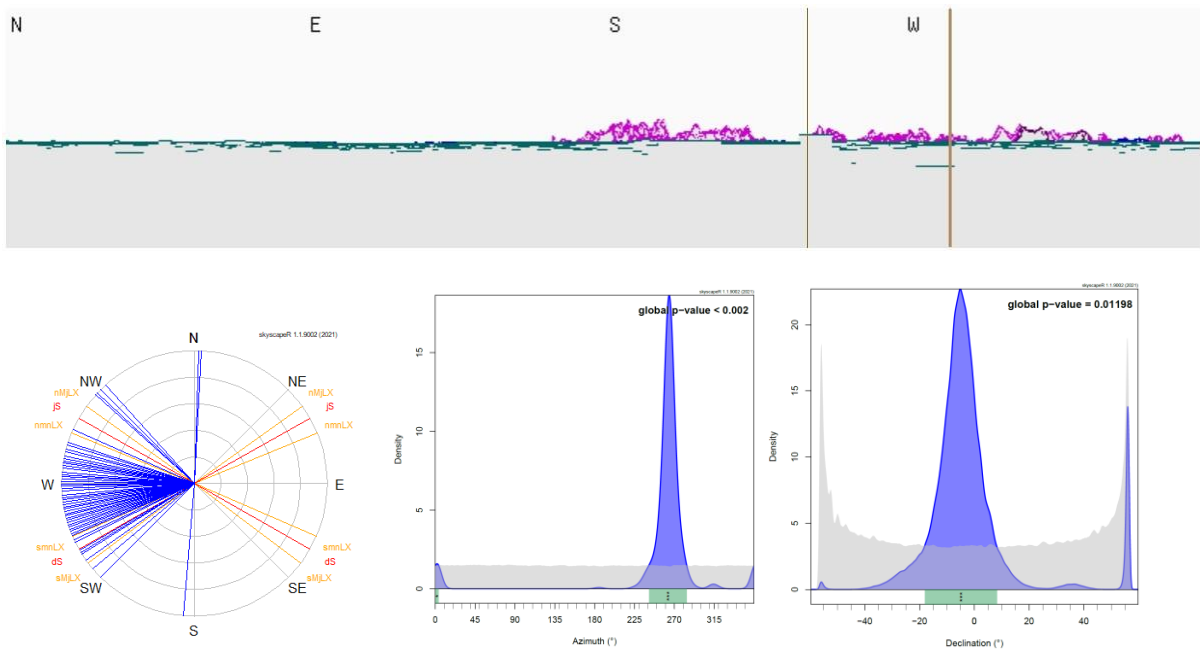 N E S W
skyscapeR 1.1.9002 (2021)
N
NW NE
nMjLX nMjLX
jS jS
nmnLX nmnLX
W E
smnLX smnLX
dS dS
sMjLX sMjLX
SW SE
S
skyscapeR 1.1.9002 (2021)
global p-value < 0.002
Density
15
10
5
0
0 45 90 135 180 225 270 315
Azimuth (°)
skyscapeR 1.1.9002 (2021)
global p-value = 0.01198
Density
20
15
10
5
0
-40 -20 0 20 40
Declination (°)